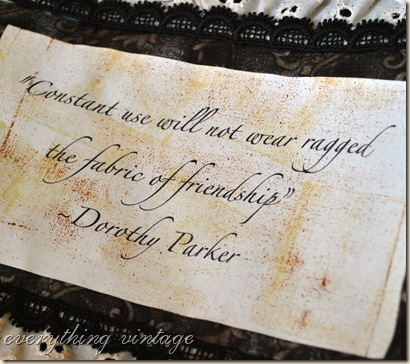 "Constant use will not wear ragged
the fabric of friendship"
~Dorothy Parker
everything vintage